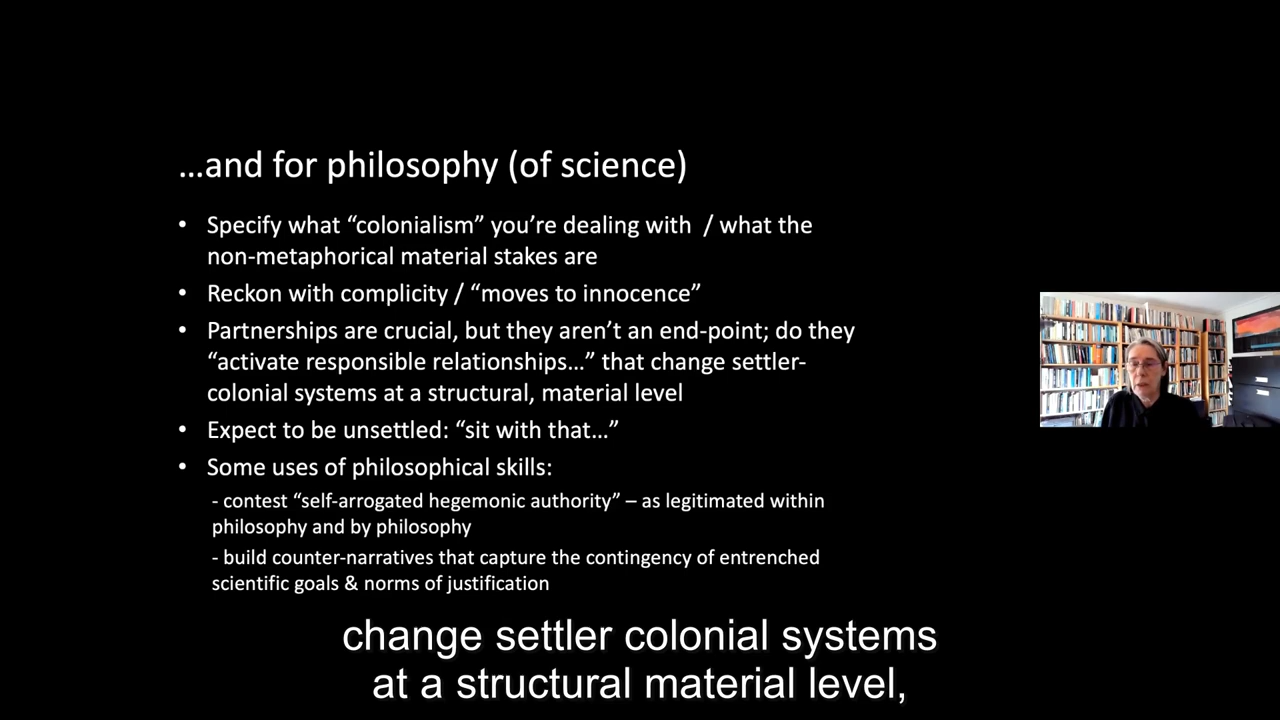 …and for philosophy (of science)
• Specify what “colonialism” you’re dealing with / what the
non-metaphorical material stakes are
• Reckon with complicity / “moves to innocence”
• Partnerships are crucial, but they aren’t an end-point; do they
“activate responsible relationships…” that change settler-
colonial systems at a structural, material level
• Expect to be unsettled: “sit with that…”
• Some uses of philosophical skills:
- contest “self-arrogated hegemonic authority” – as legitimated within
philosophy and by philosophy
- build counter-narratives that capture the contingency of entrenched
scientific goals & norms of justification
change settler colonial systems
at a structural material level,